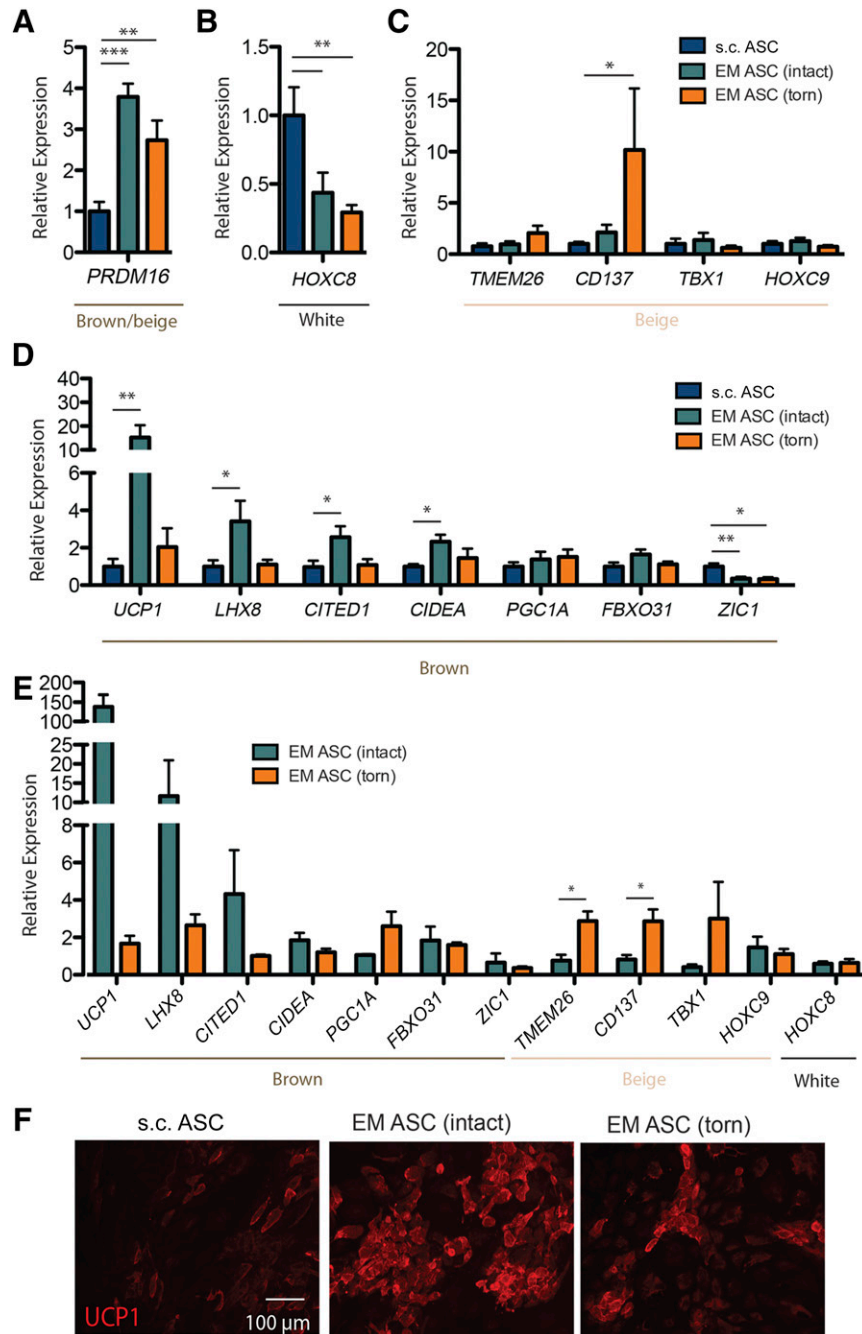 A
Relative Expression
5
4
3
2
1
0
**
***
PRDM16
Brown/beige
B
Relative Expression
1.5
1.0
0.5
0.0
**
HOXC8
White
C
Relative Expression
20
15
10
5
0
*
s.c. ASC
EM ASC (intact)
EM ASC (torn)
TMEM26 CD137 TBX1 HOXC9
Beige
D
Relative Expression
40
30
20
10
6
4
2
0
** * * * ** *
s.c. ASC
EM ASC (intact)
EM ASC (torn)
UCP1 LHX8 CITED1 CIDEA PGC1A FBXO31 ZIC1
Brown
E
Relative Expression
200
150
100
25
20
15
10
8
6
4
2
0
EM ASC (intact)
EM ASC (torn)
* *
UCP1 LHX8 CITED1 CIDEA PGC1A FBXO31 ZIC1 TMEM26 CD137 TBX1 HOXC9 HOXC8
Brown Beige White
F
s.c. ASC EM ASC (intact) EM ASC (torn)
UCP1
100 µm